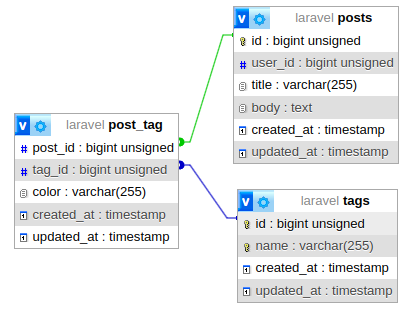 laravel posts
id : bigint unsigned
user_id : bigint unsigned
title : varchar(255)
body : text
created_at : timestamp
updated_at : timestamp
laravel post_tag
post_id : bigint unsigned
tag_id : bigint unsigned
color : varchar(255)
created_at : timestamp
updated_at : timestamp
laravel tags
id : bigint unsigned
name : varchar(255)
created_at : timestamp
updated_at : timestamp